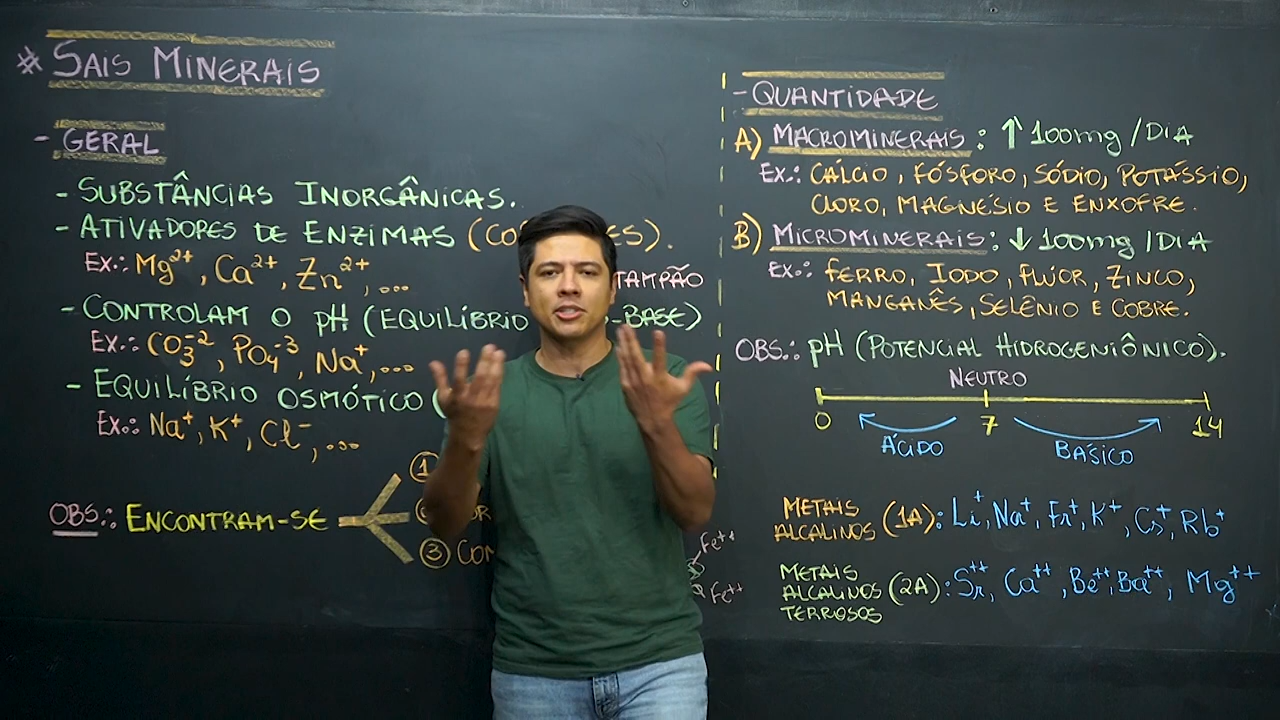 # SAIS MINERAIS
- GERAL
- SUBSTÂNCIAS INORGÂNICAS.
- ATIVADORES DE ENZIMAS
EX.: Mg²⁺, Ca²⁺, Zn²⁺, ...
TAMPÃO
- CONTROLAM O pH (EQUILÍBRIO -BASE)
EX.: CO₃⁻², PO₄⁻³, Na⁺, ...
- EQUILÍBRIO OSMÓTICO (
EX.: Na⁺, K⁺, Cl⁻, ...
OBS.: ENCONTRAM-SE
①
③
Fe⁺⁺
Fe⁺⁺
- QUANTIDADE
A) MACROMINERAIS: ↑ 100mg/DIA
EX.: CÁLCIO, FÓSFORO, SÓDIO, POTÁSSIO,
CLORO, MAGNÉSIO E ENXOFRE.
B) MICROMINERAIS: ↓ 100mg/DIA
EX.: FERRO, IODO, FLÚOR, ZINCO,
MANGANÊS, SELÊNIO E COBRE.
OBS.: pH (POTENCIAL HIDROGENIÔNICO).
NEUTRO
0 7 14
ÁCIDO BÁSICO
METAIS
ALCALINOS (1A): Li⁺, Na⁺, Fr⁺, K⁺, Cs⁺, Rb⁺
METAIS
ALCALINOS (2A): Sr⁺⁺, Ca⁺⁺, Be⁺⁺, Ba⁺⁺, Mg⁺⁺
TERROSOS